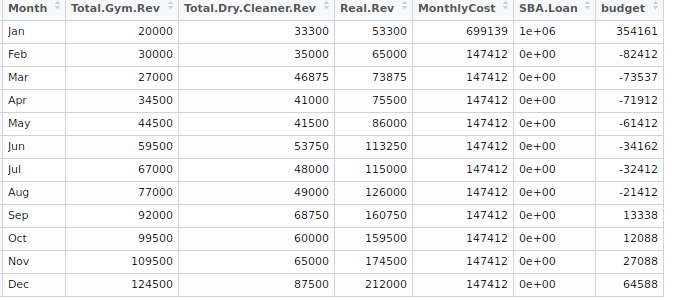 Month Total.Gym.Rev Total.Dry.Cleaner.Rev Real.Rev MonthlyCost SBA.Loan budget
Jan 20000 33300 53300 699139 1e+06 354161
Feb 30000 35000 65000 147412 0e+00 -82412
Mar 27000 46875 73875 147412 0e+00 -73537
Apr 34500 41000 75500 147412 0e+00 -71912
May 44500 41500 86000 147412 0e+00 -61412
Jun 59500 53750 113250 147412 0e+00 -34162
Jul 67000 48000 115000 147412 0e+00 -32412
Aug 77000 49000 126000 147412 0e+00 -21412
Sep 92000 68750 160750 147412 0e+00 13338
Oct 99500 60000 159500 147412 0e+00 12088
Nov 109500 65000 174500 147412 0e+00 27088
Dec 124500 87500 212000 147412 0e+00 64588